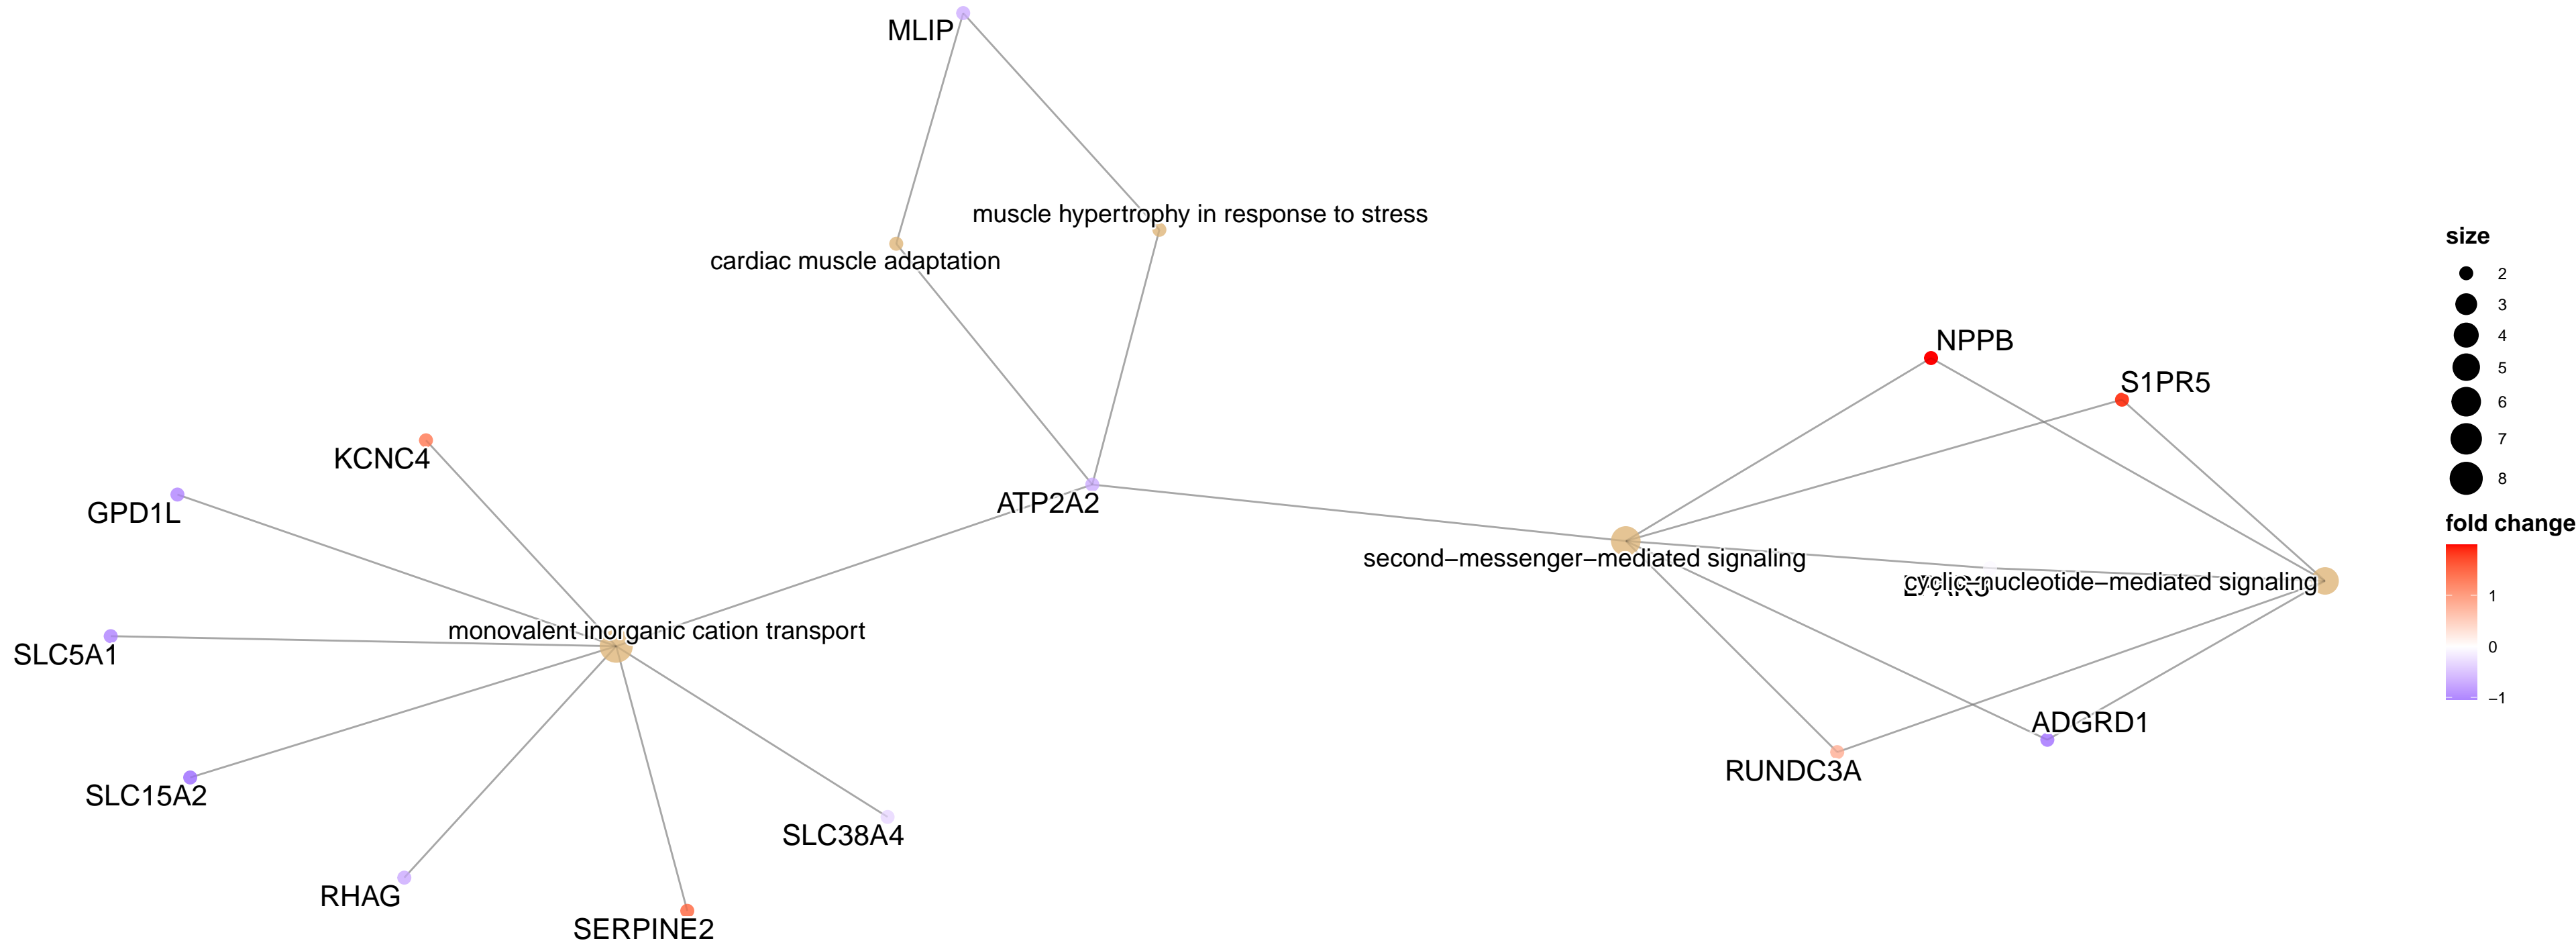 MLIP
muscle hypertrophy in response to stress
cardiac muscle adaptation
size
2
3
4
5
6
7
8
NPPB
S1PR5
KCNC4
GPD1L
ATP2A2
fold change
second−messenger−mediated signaling
cyclic−nucleotide−mediated signaling
1
0
−1
monovalent inorganic cation transport
SLC5A1
ADGRD1
RUNDC3A
SLC15A2
SLC38A4
RHAG
SERPINE2